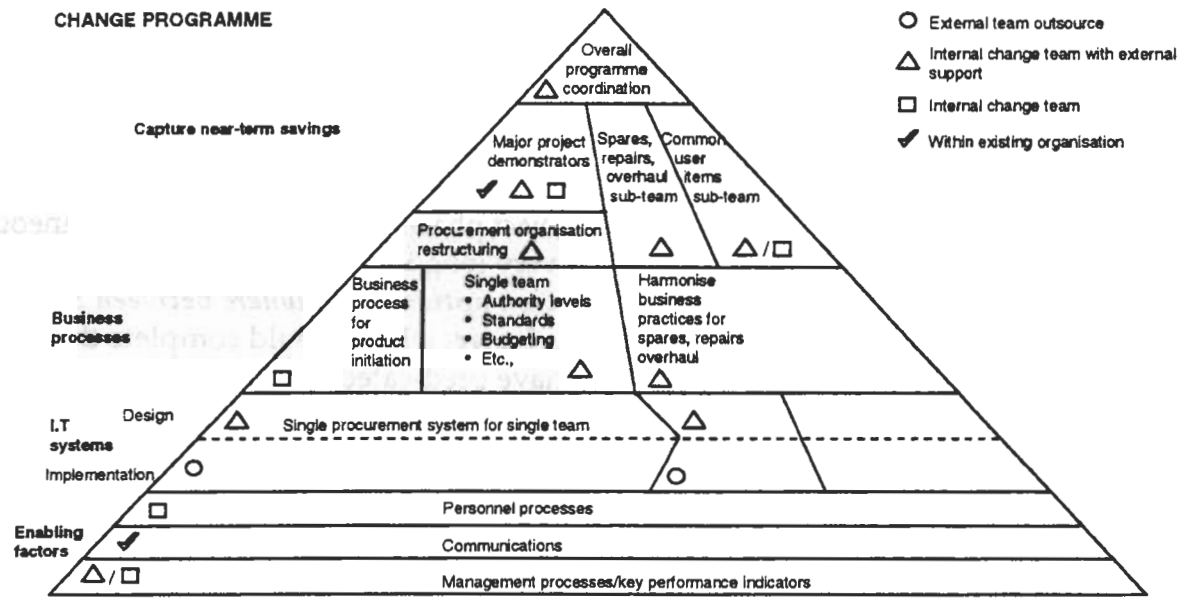 CHANGE PROGRAMME
External team outsource
Internal change team with external
support
Internal change team
Within existing organisation
Overall
programme
coordination
Capture near-term savings
Major project
demonstrators
Spares,
repairs,
overhaul
sub-team
Common
user
items
sub-team
Procurement organisation
restructuring
Business
processes
Business
process
for
product
initiation
Single team
• Authority levels
• Standards
• Budgeting
• Etc.,
Harmonise
business
practices for
spares, repairs
overhaul
I.T
systems
Design
Single procurement system for single team
Implementation
Enabling
factors
Personnel processes
Communications
/
Management processes/key performance indicators